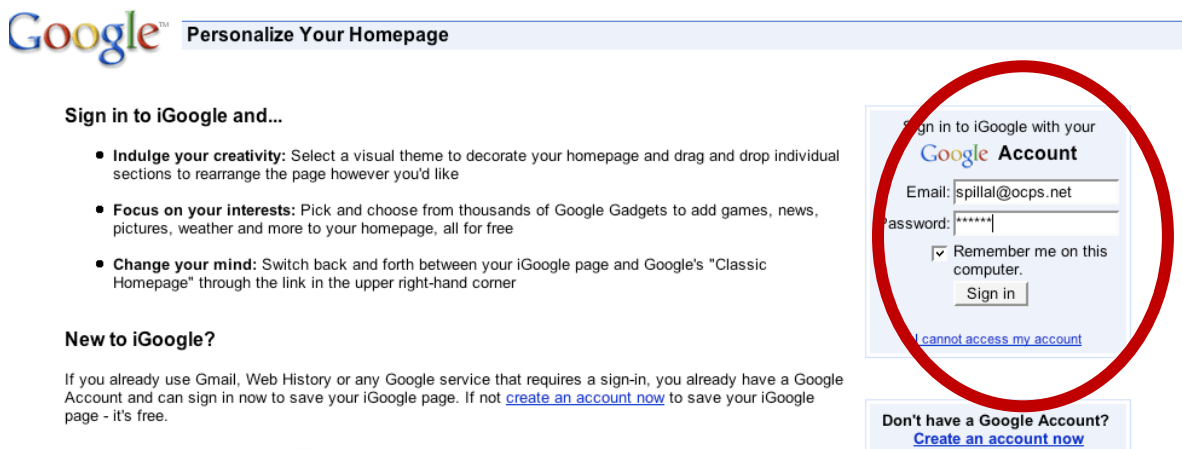 Google™ Personalize Your Homepage
Sign in to iGoogle and...
Indulge your creativity: Select a visual theme to decorate your homepage and drag and drop individual
sections to rearrange the page however you'd like
Focus on your interests: Pick and choose from thousands of Google Gadgets to add games, news,
pictures, weather and more to your homepage, all for free
Change your mind: Switch back and forth between your iGoogle page and Google's "Classic
Homepage" through the link in the upper right-hand corner
New to iGoogle?
If you already use Gmail, Web History or any Google service that requires a sign-in, you already have a Google
Account and can sign in now to save your iGoogle page. If not create an account now to save your iGoogle
page - it's free.
Sign in to iGoogle with your
Google Account
Email: spillal@ocps.net
Password: ******
Remember me on this
computer.
Sign in
I cannot access my account
Don't have a Google Account?
Create an account now